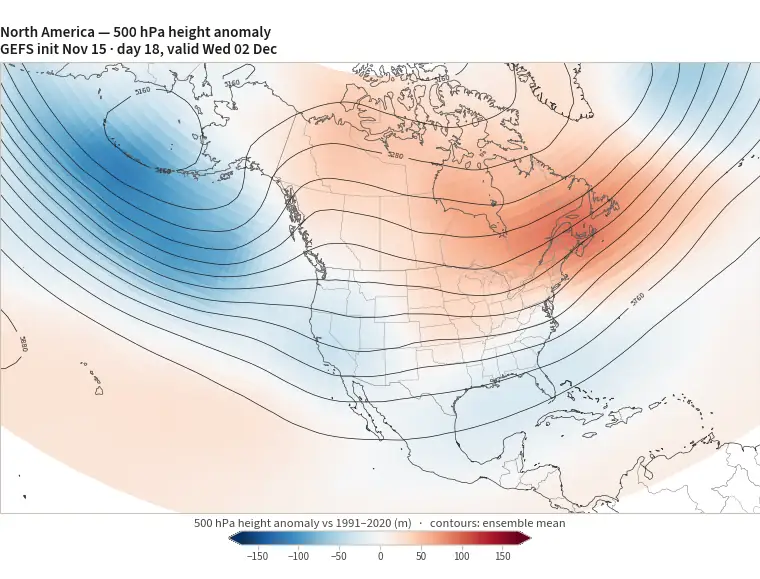 North America — 500 hPa height anomaly
GEFS init Nov 15 · day 18, valid Wed 02 Dec
5160
5160
5280
5160
5760
5880
500 hPa height anomaly vs 1991–2020 (m) · contours: ensemble mean
−150 −100 −50 0 50 100 150